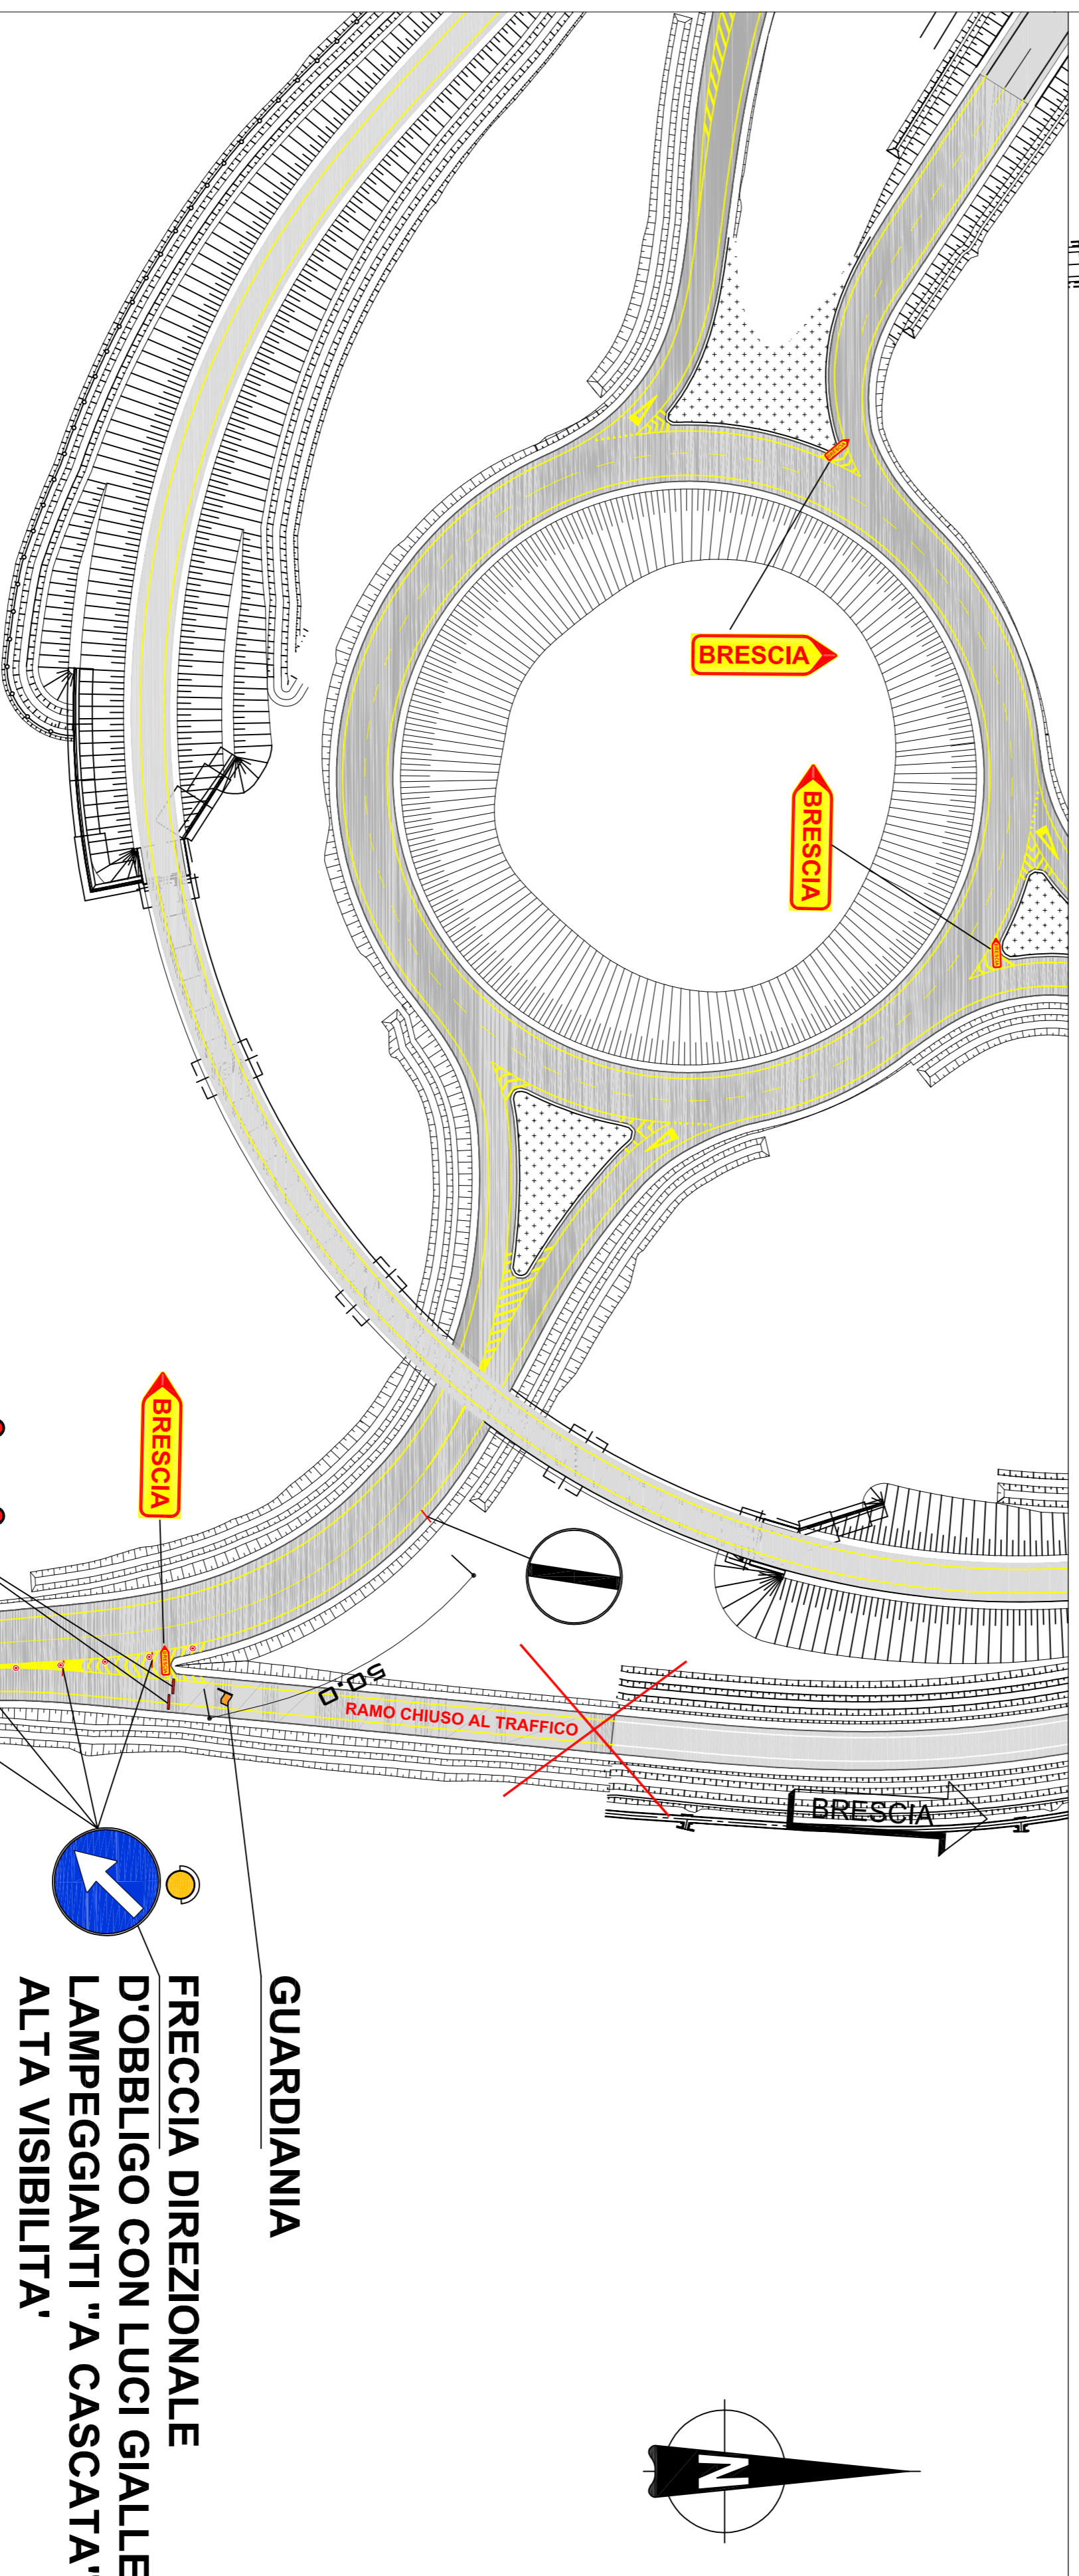 BRESCIA
BRESCIA
BRESCIA
50.0
RAMO CHIUSO AL TRAFFICO
BRESCIA
GUARDIANIA
FRECCIA DIREZIONALE
D'OBBLIGO CON LUCI GIALLE
LAMPEGGIANTI "A CASCATA"
ALTA VISIBILITA'
N